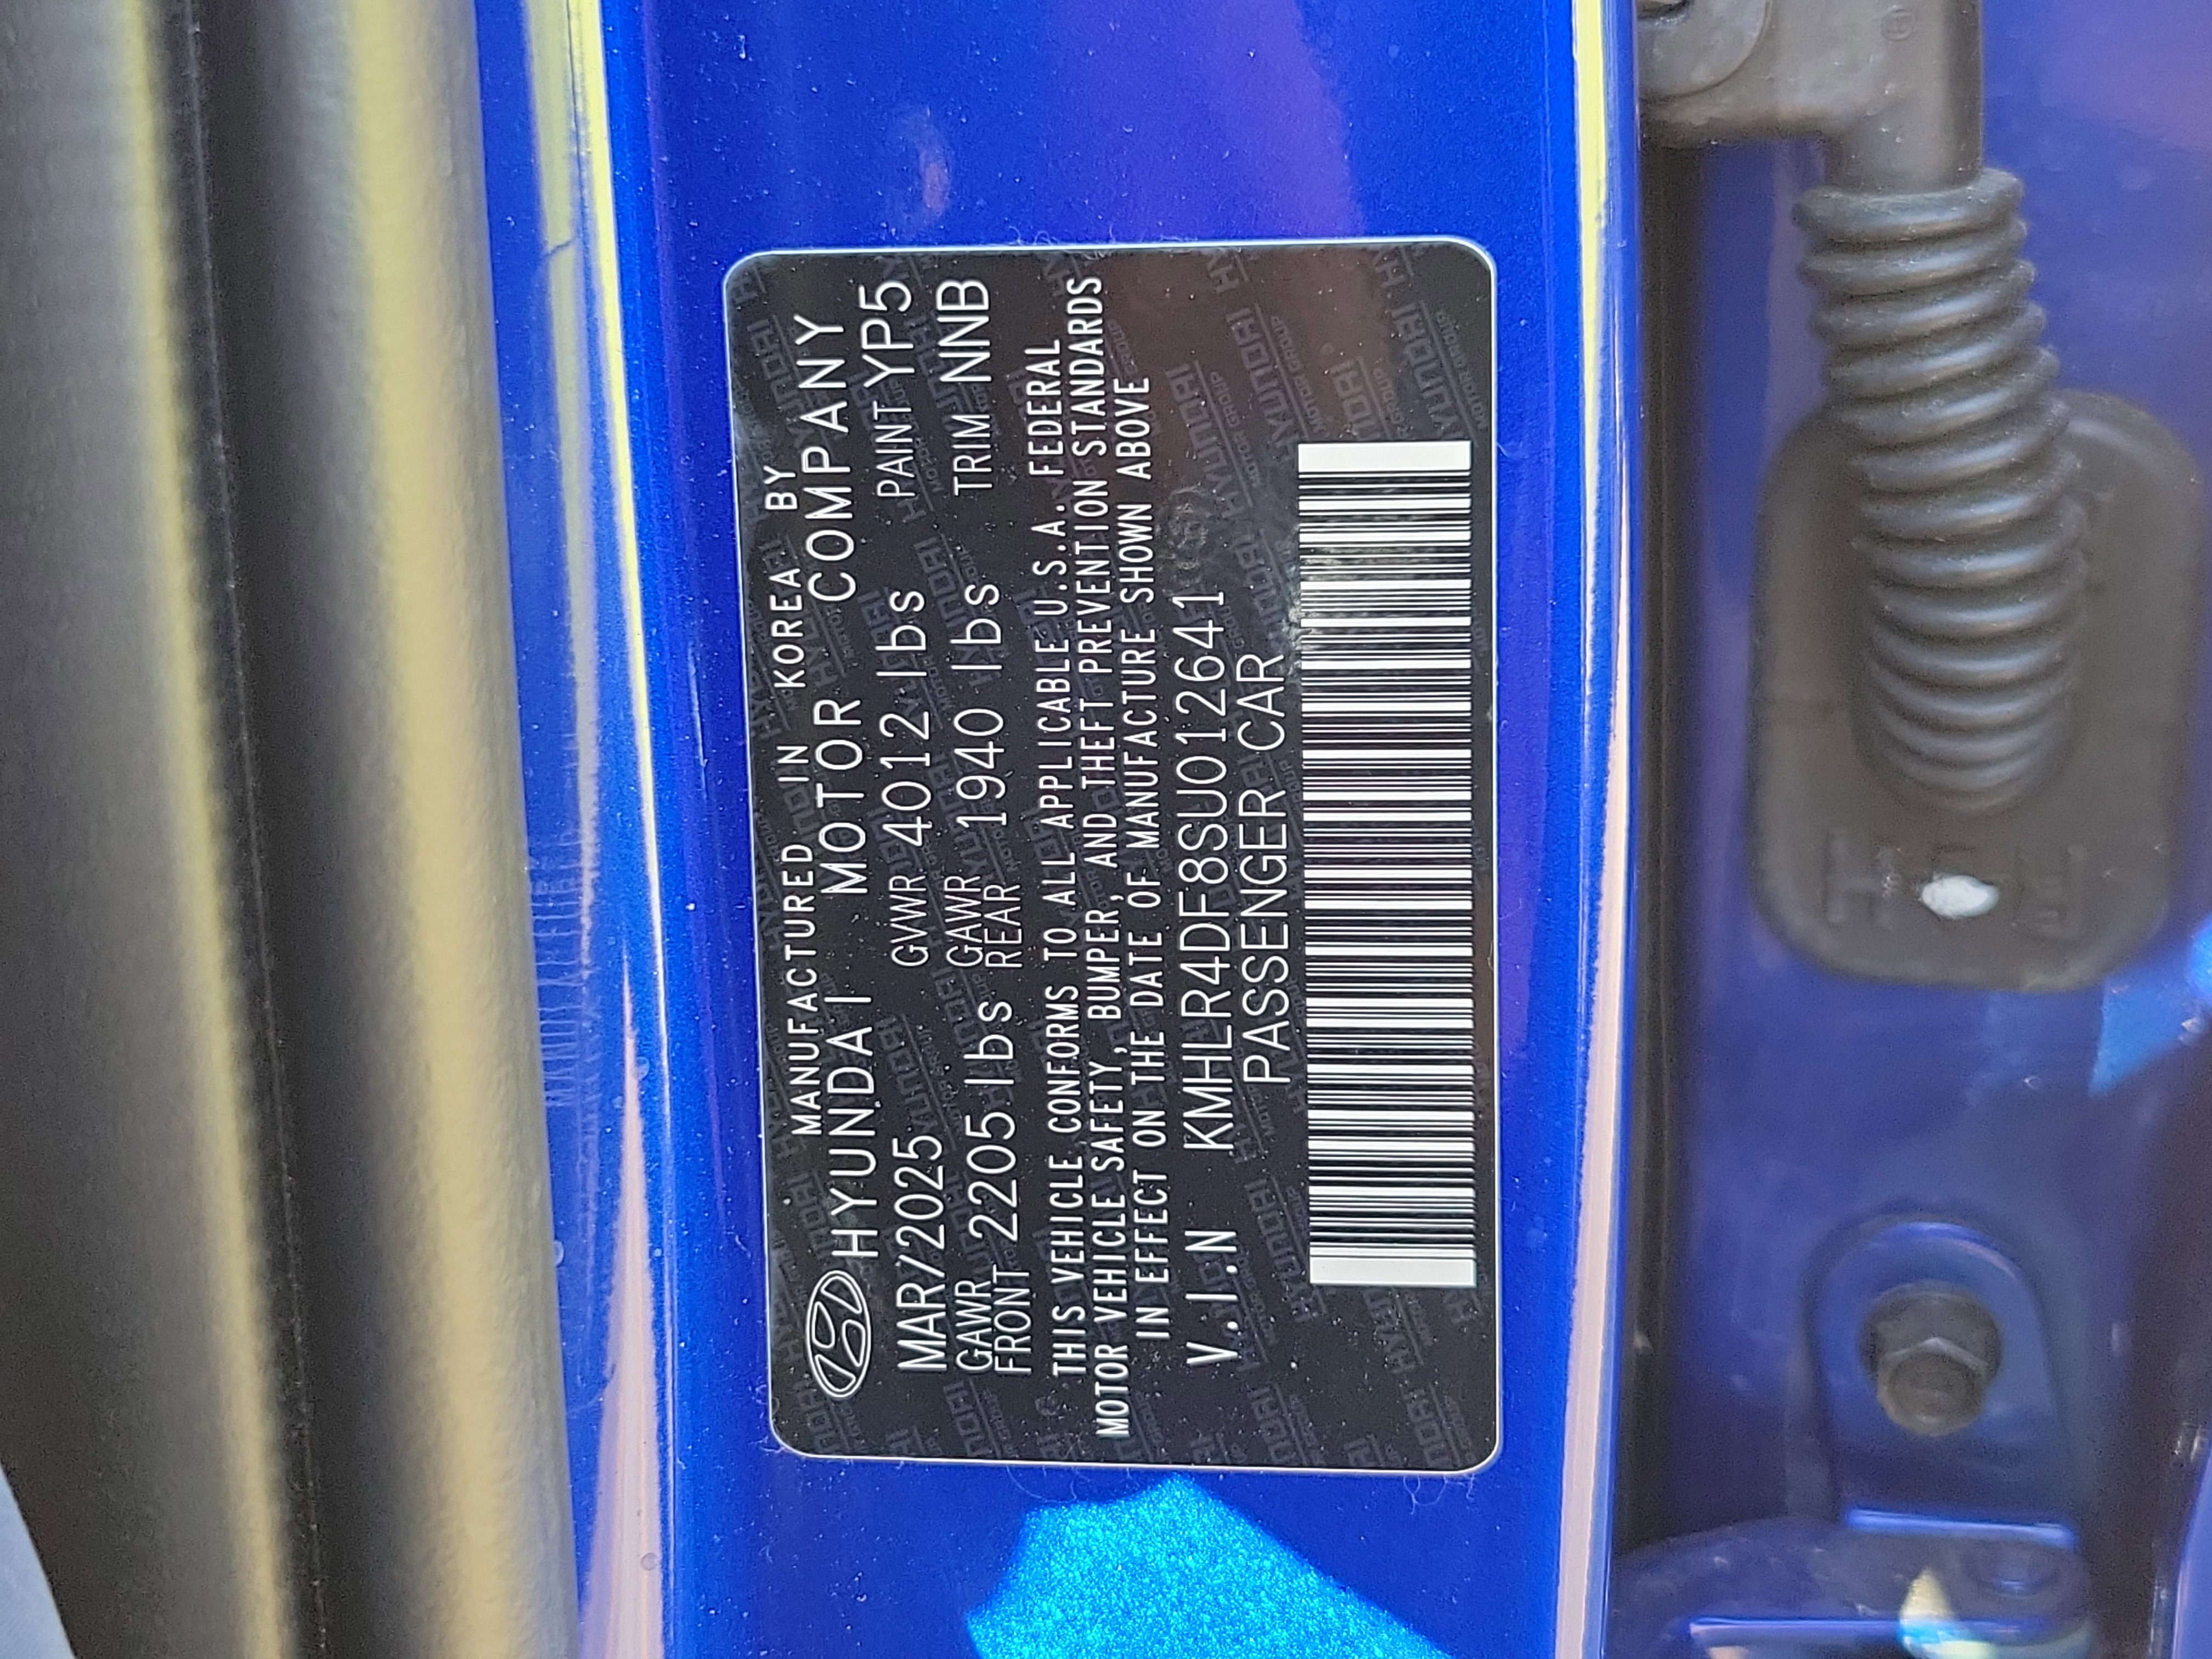 MANUFACTURED IN KOREA BY
HYUNDAI MOTOR COMPANY
MAR/2025 GVWR 4012 lbs PAINT YP5
GAWR FRONT 2205 lbs GAWR REAR 1940 lbs TRIM NNB
THIS VEHICLE CONFORMS TO ALL APPLICABLE U.S.A. FEDERAL
MOTOR VEHICLE SAFETY, BUMPER, AND THEFT PREVENTION STANDARDS
IN EFFECT ON THE DATE OF MANUFACTURE SHOWN ABOVE
V.I.N KMHLR4DF8SU012641
PASSENGER CAR